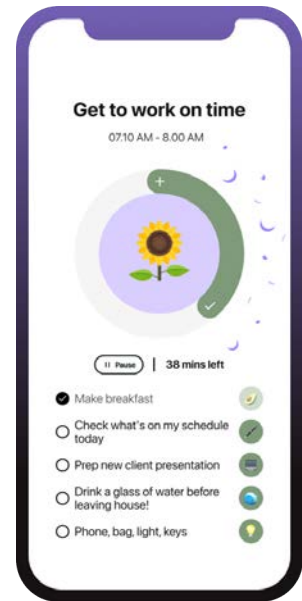 Get to work on time
07.10 AM - 8.00 AM
Pause
38 mins left
Make breakfast
Check what's on my schedule
today
Prep new client presentation
Drink a glass of water before
leaving house!
Phone, bag, light, keys